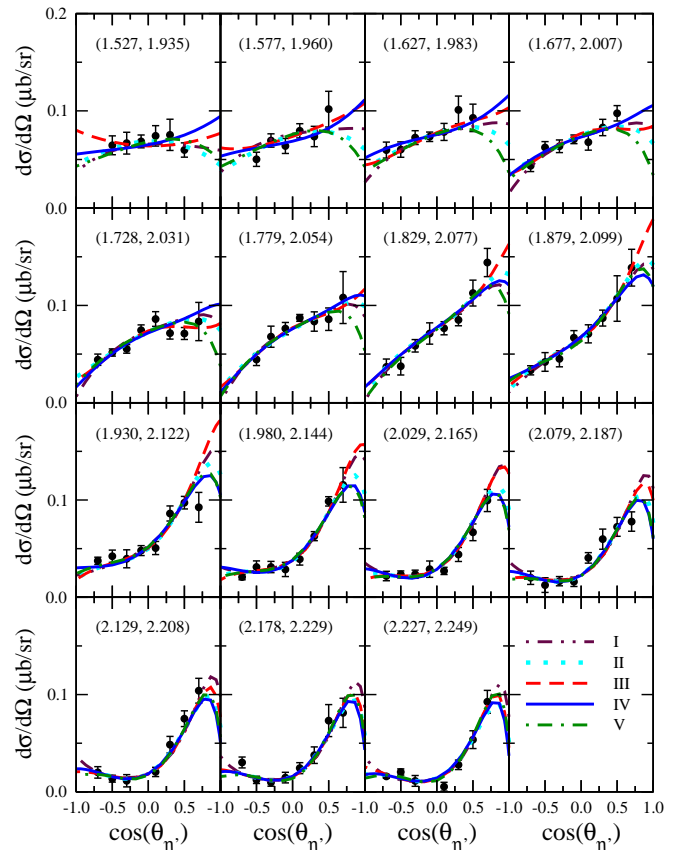 0.2
(1.527, 1.935) (1.577, 1.960) (1.627, 1.983) (1.677, 2.007)
0.1
dσ/dΩ (μb/sr)
0.0
(1.728, 2.031) (1.779, 2.054) (1.829, 2.077) (1.879, 2.099)
0.1
dσ/dΩ (μb/sr)
0.0
(1.930, 2.122) (1.980, 2.144) (2.029, 2.165) (2.079, 2.187)
0.1
dσ/dΩ (μb/sr)
0.0
(2.129, 2.208) (2.178, 2.229) (2.227, 2.249)
I
II
III
IV
V
0.1
dσ/dΩ (μb/sr)
0.0
-1.0 -0.5 0.0 0.5 -1.0 -0.5 0.0 0.5 -1.0 -0.5 0.0 0.5 -1.0 -0.5 0.0 0.5 1.0
cos(θη') cos(θη') cos(θη') cos(θη')